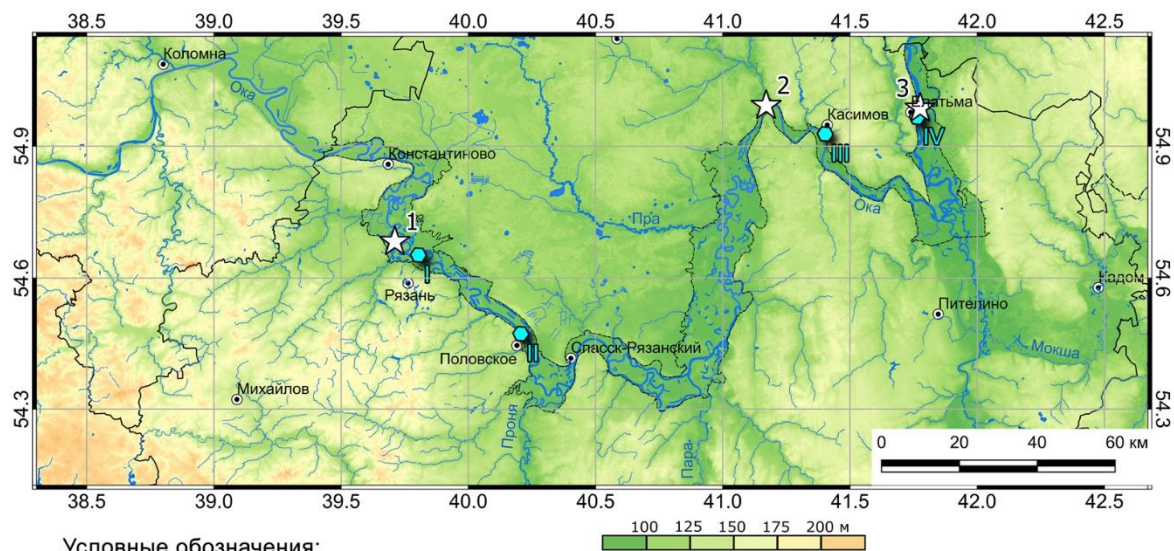 38.5 39.0 39.5 40.0 40.5 41.0 41.5 42.0 42.5
Коломна
Ока
2
3
Елатьма
Касимов
IV
54.9 54.9
Константиново
III
Пра
Ока
1
I
54.6 54.6
Рязань
Кадом
Пителино
Половское
II
Спасск-Рязанский
Мокша
Михайлов
Проня
54.3 54.3
Пара
0 20 40 60 км
38.5 39.0 39.5 40.0 40.5 41.0 41.5 42.0 42.5
Условные обозначения:
100 125 150 175 200 м